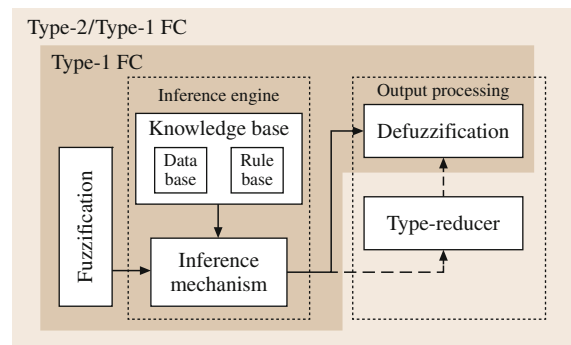 Type-2/Type-1 FC
Type-1 FC
Inference engine
Output processing
Knowledge base
Data
base
Rule
base
Defuzzification
Fuzzification
Type-reducer
Inference
mechanism